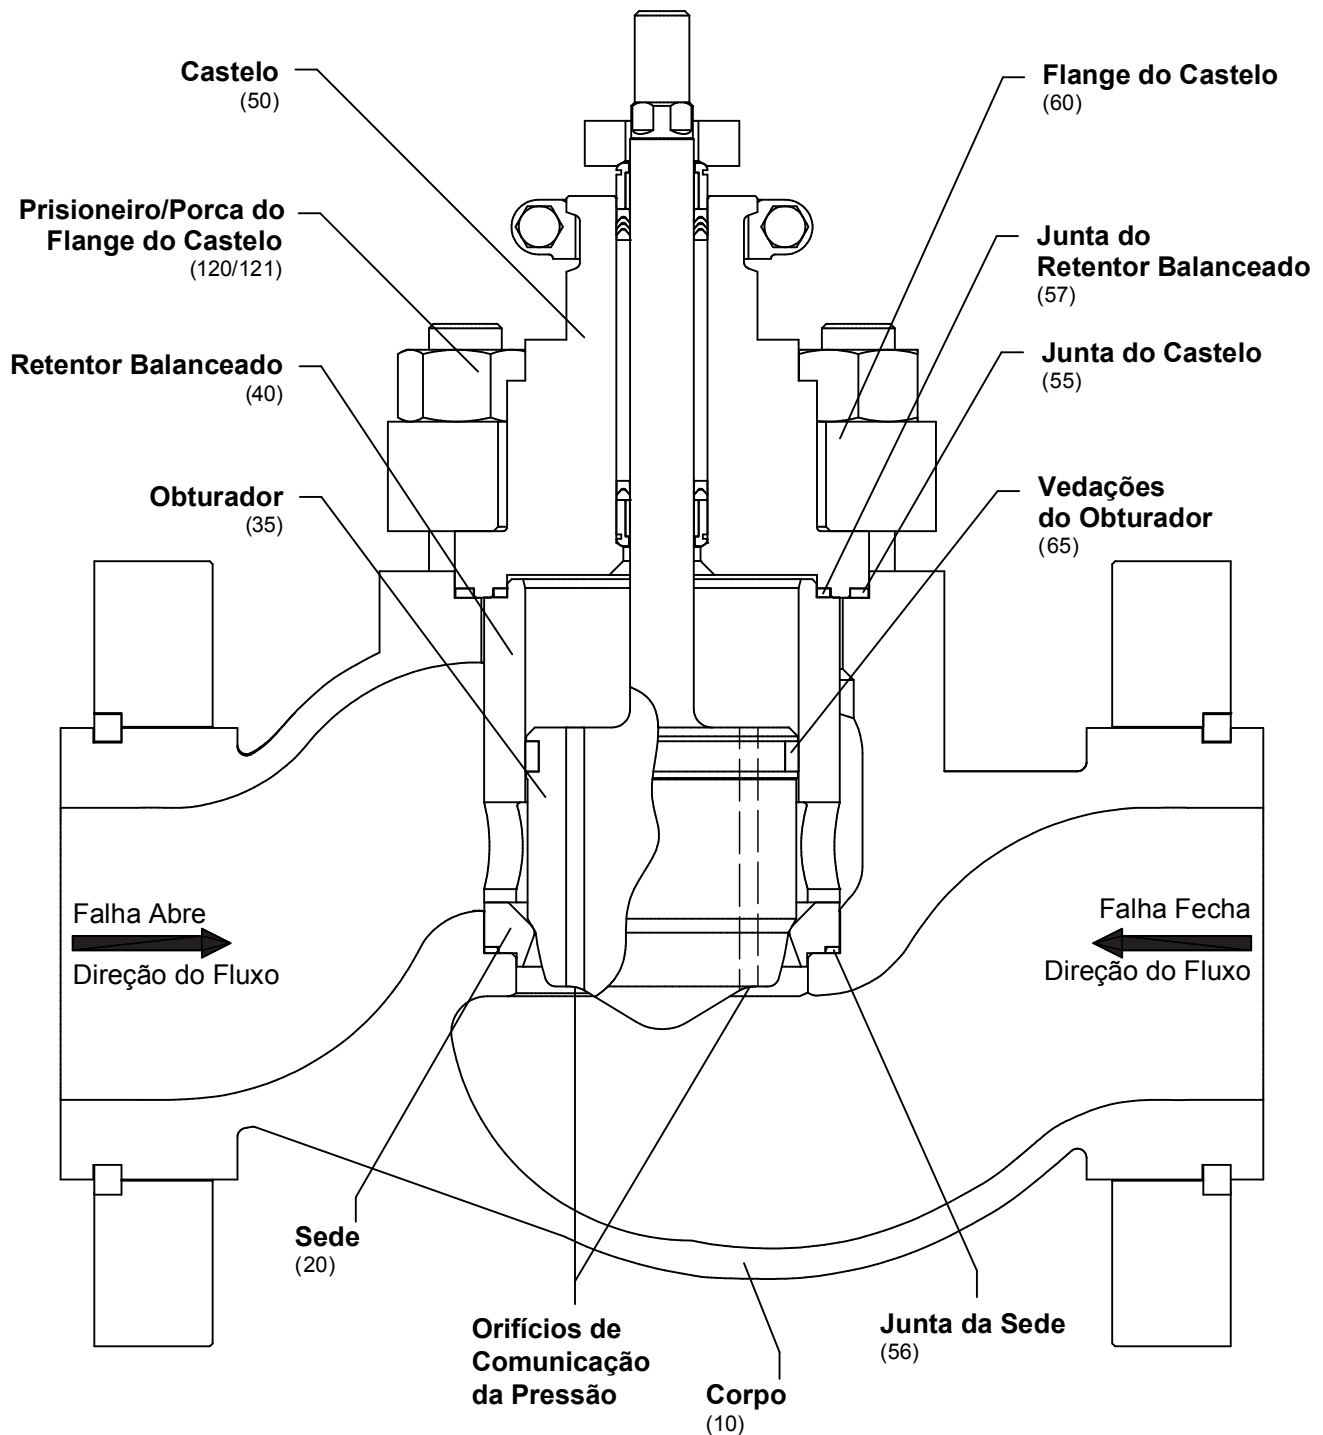 Castelo
(50)
Prisioneiro/Porca do
Flange do Castelo
(120/121)
Retentor Balanceado
(40)
Obturador
(35)
Flange do Castelo
(60)
Junta do
Retentor Balanceado
(57)
Junta do Castelo
(55)
Vedações
do Obturador
(65)
Falha Abre
Direção do Fluxo
Falha Fecha
Direção do Fluxo
Sede
(20)
Orifícios de
Comunicação
da Pressão
Corpo
(10)
Junta da Sede
(56)